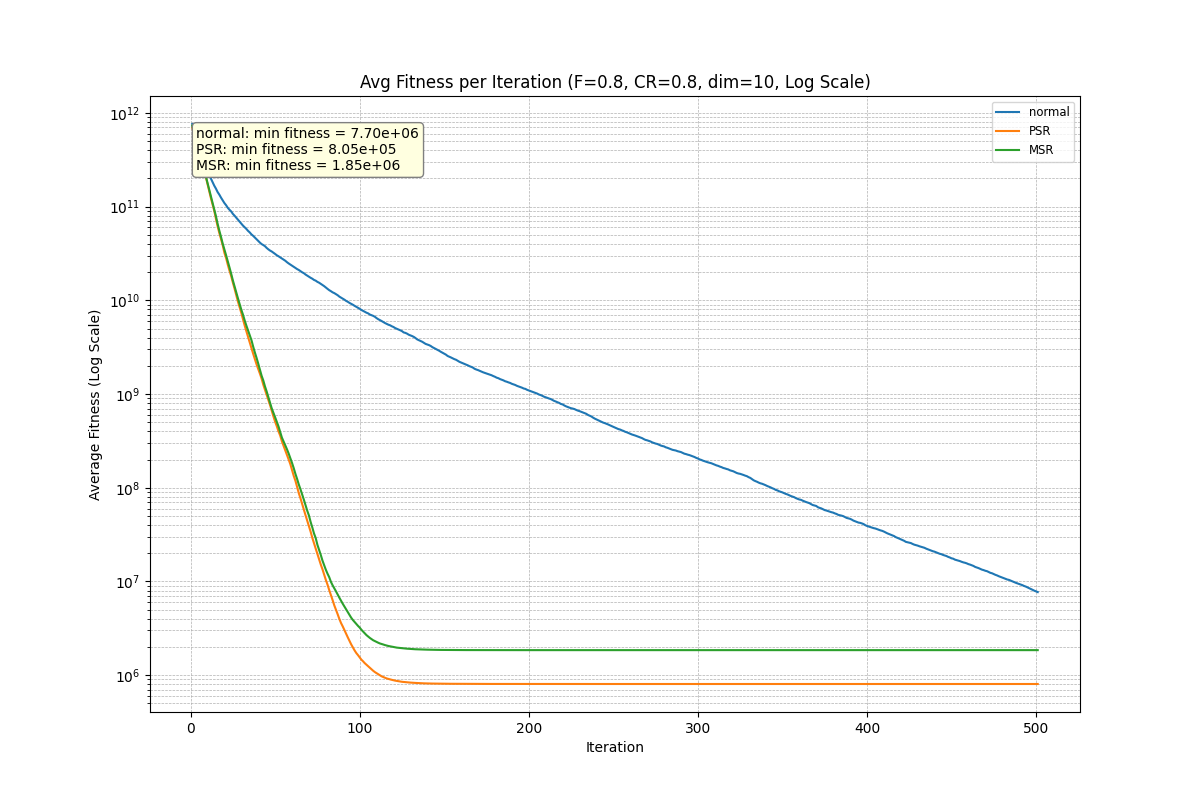 Avg Fitness per Iteration (F=0.8, CR=0.8, dim=10, Log Scale)
normal: min fitness = 7.70e+06
PSR: min fitness = 8.05e+05
MSR: min fitness = 1.85e+06
normal
PSR
MSR
Average Fitness (Log Scale)
10¹²
10¹¹
10¹⁰
10⁹
10⁸
10⁷
10⁶
0 100 200 300 400 500
Iteration